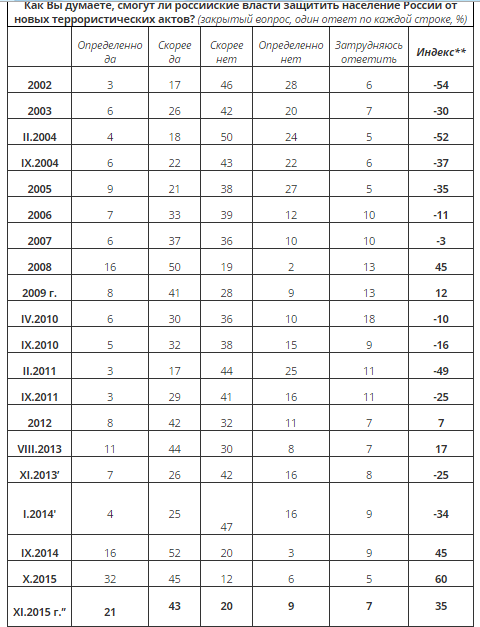 Как Вы думаете, смогут ли российские власти защитить население России от
новых террористических актов? (закрытый вопрос, один ответ по каждой строке, %)
Определенно да Скорее да Скорее нет Определенно нет Затрудняюсь ответить Индекс**
2002 3 17 46 28 6 -54
2003 6 26 42 20 7 -30
II.2004 4 18 50 24 5 -52
IX.2004 6 22 43 22 6 -37
2005 9 21 38 27 5 -35
2006 7 33 39 12 10 -11
2007 6 37 36 10 10 -3
2008 16 50 19 2 13 45
2009 г. 8 41 28 9 13 12
IV.2010 6 30 36 10 18 -10
IX.2010 5 32 38 15 9 -16
II.2011 3 17 44 25 11 -49
IX.2011 3 29 41 16 11 -25
2012 8 42 32 11 7 7
VIII.2013 11 44 30 8 7 17
XI.2013’ 7 26 42 16 8 -25
I.2014' 4 25 47 16 9 -34
IX.2014 16 52 20 3 9 45
X.2015 32 45 12 6 5 60
XI.2015 г.” 21 43 20 9 7 35